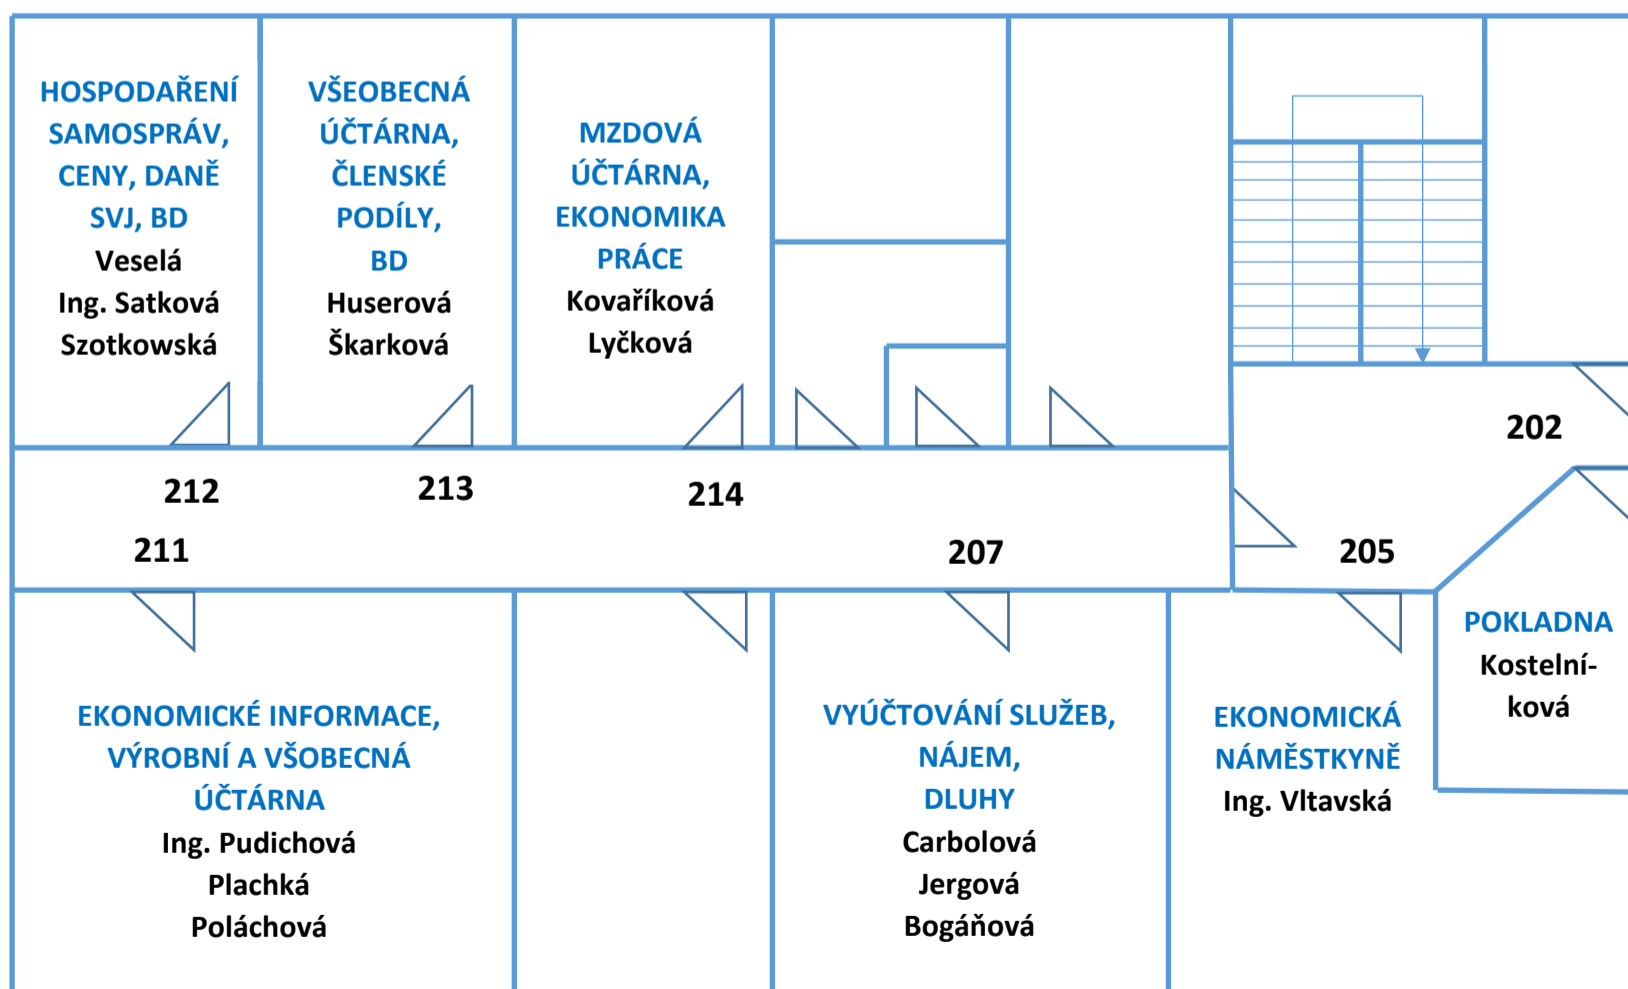 HOSPODAŘENÍ
SAMOSPRÁV,
CENY, DANĚ
SVJ, BD
Veselá
Ing. Satková
Szotkowská
VŠEOBECNÁ
ÚČTÁRNA,
ČLENSKÉ
PODÍLY,
BD
Huserová
Škarková
MZDOVÁ
ÚČTÁRNA,
EKONOMIKA
PRÁCE
Kovaříková
Lyčková
202
212
213
214
211
207
205
EKONOMICKÉ INFORMACE,
VÝROBNÍ A VŠOBECNÁ
ÚČTÁRNA
Ing. Pudichová
Plachká
Poláchová
VYÚČTOVÁNÍ SLUŽEB,
NÁJEM,
DLUHY
Carbolová
Jergová
Bogáňová
EKONOMICKÁ
NÁMĚSTKYNĚ
Ing. Vltavská
POKLADNA
Kostelní-
ková